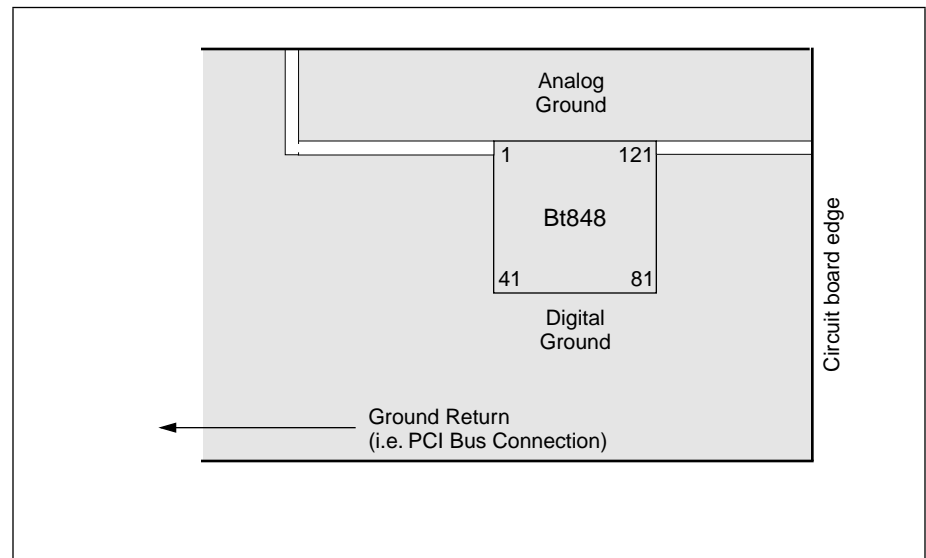 Analog
Ground
1 121
Bt848
41 81
Digital
Ground
Circuit board edge
Ground Return
(i.e. PCI Bus Connection)